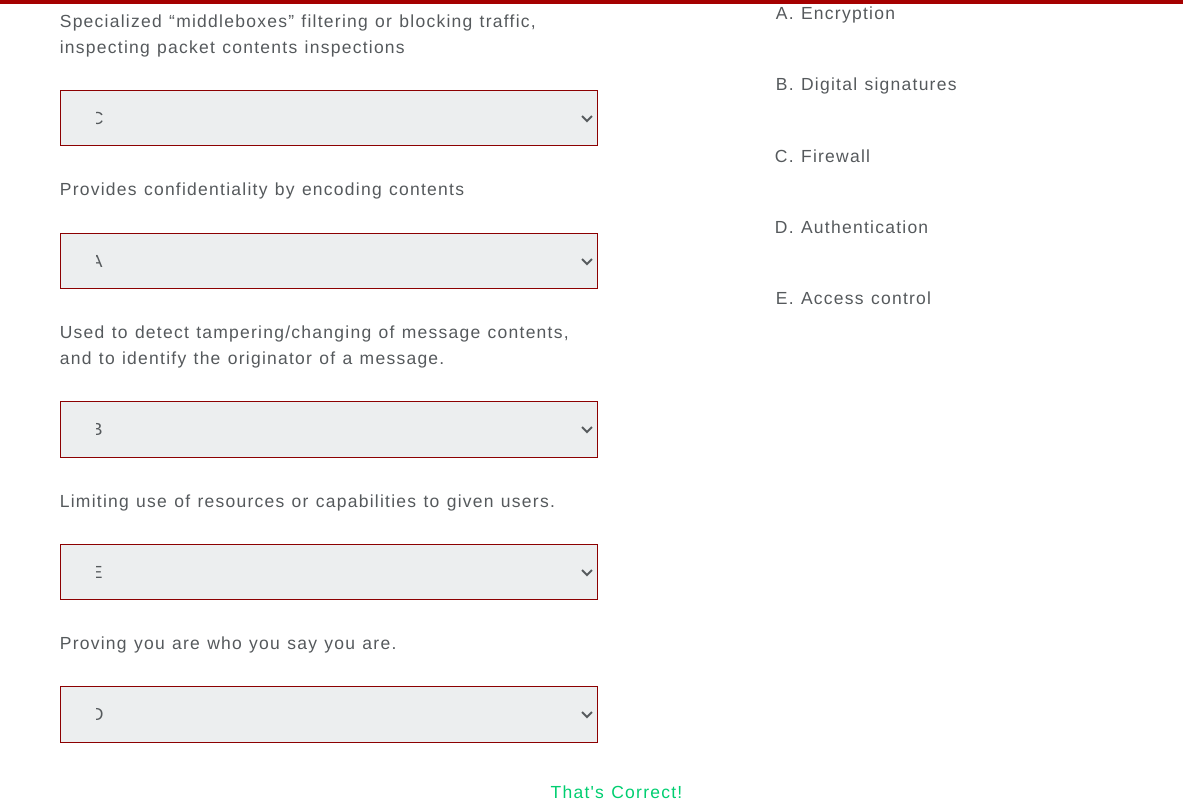 Specialized “middleboxes” filtering or blocking traffic,
inspecting packet contents inspections
C
Provides confidentiality by encoding contents
A
Used to detect tampering/changing of message contents,
and to identify the originator of a message.
B
Limiting use of resources or capabilities to given users.
E
Proving you are who you say you are.
D
A. Encryption
B. Digital signatures
C. Firewall
D. Authentication
E. Access control
That's Correct!